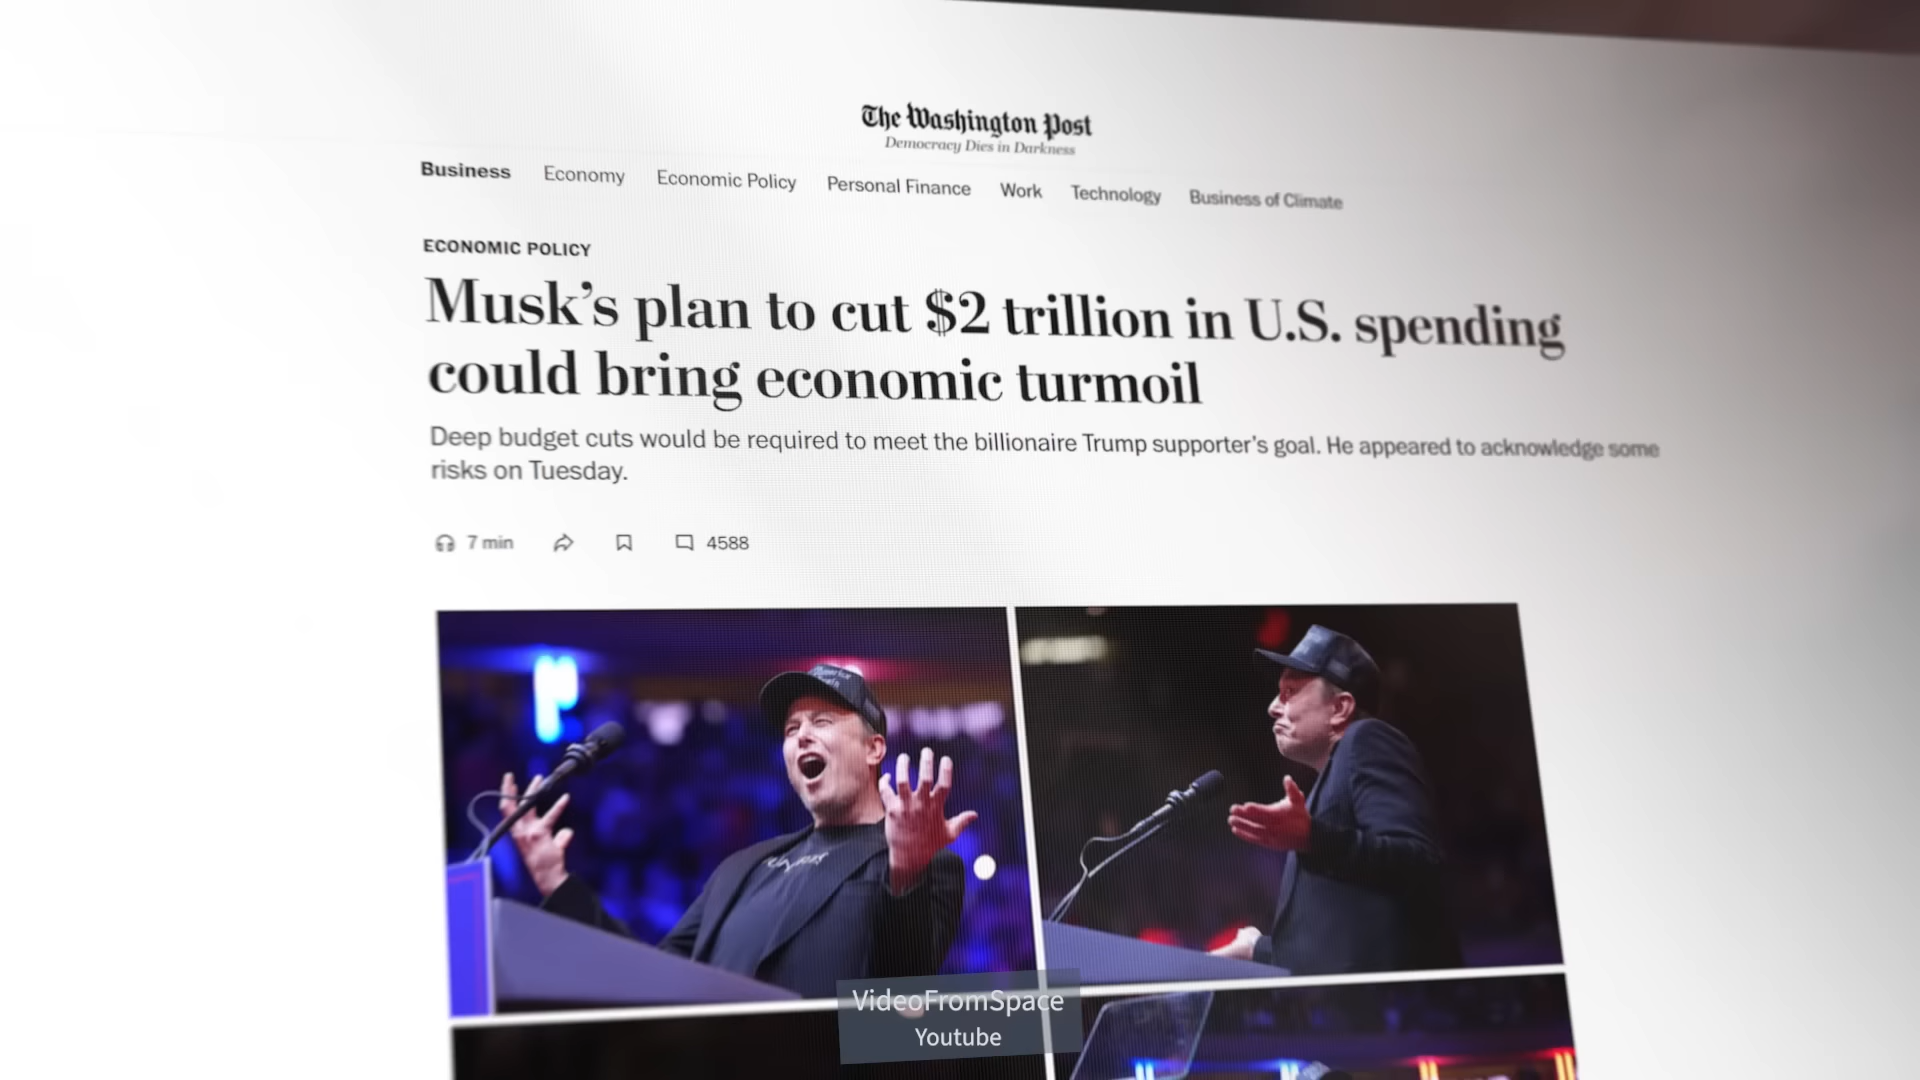 The Washington Post
Democracy Dies in Darkness
Business Economy Economic Policy Personal Finance Work Technology Business of Climate
ECONOMIC POLICY
Musk's plan to cut $2 trillion in U.S. spending
could bring economic turmoil
Deep budget cuts would be required to meet the billionaire Trump supporter's goal. He appeared to acknowledge some
risks on Tuesday.
7 min 4588
VideoFromSpace
Youtube